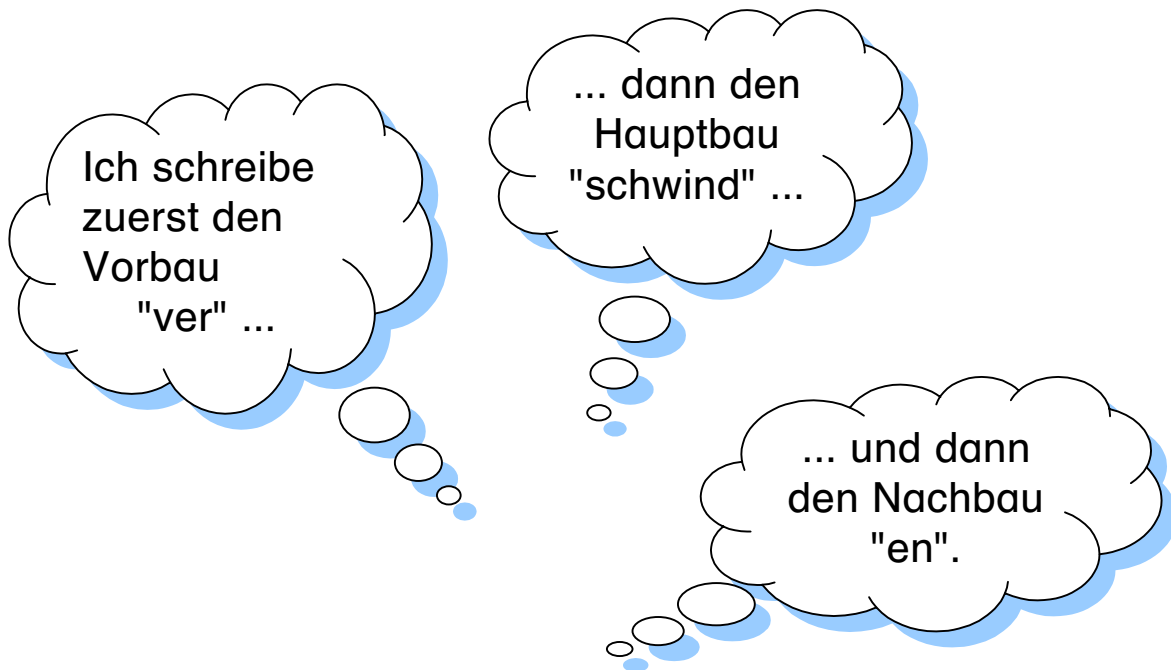 Ich schreibe
zuerst den
Vorbau
"ver" ...
... dann den
Hauptbau
"schwind" ...
... und dann
den Nachbau
"en".